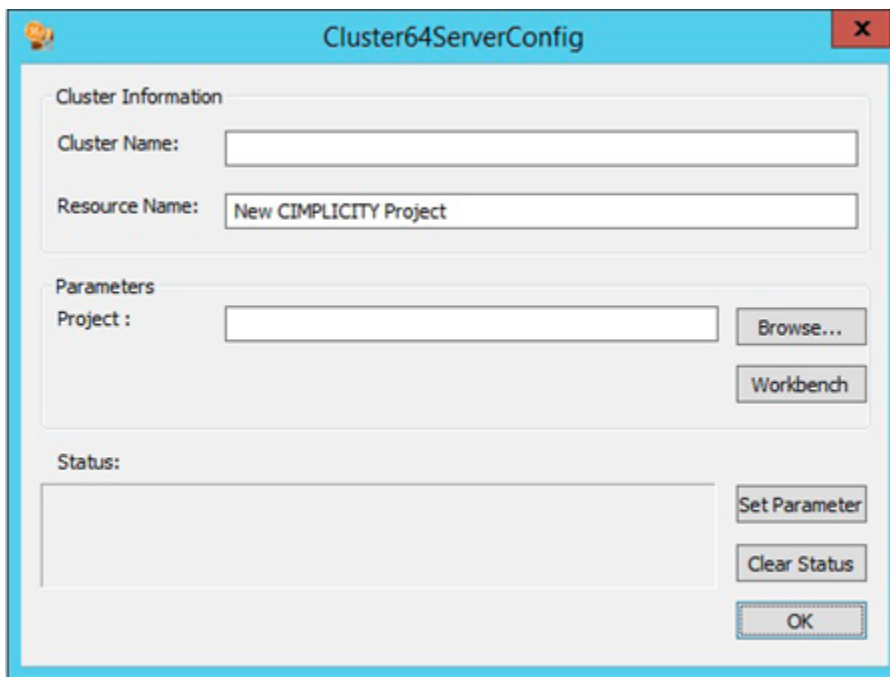 Cluster64ServerConfig
x
Cluster Information
Cluster Name:
Resource Name: New CIMPLICITY Project
Parameters
Project : Browse...
Workbench
Status:
Set Parameter
Clear Status
OK